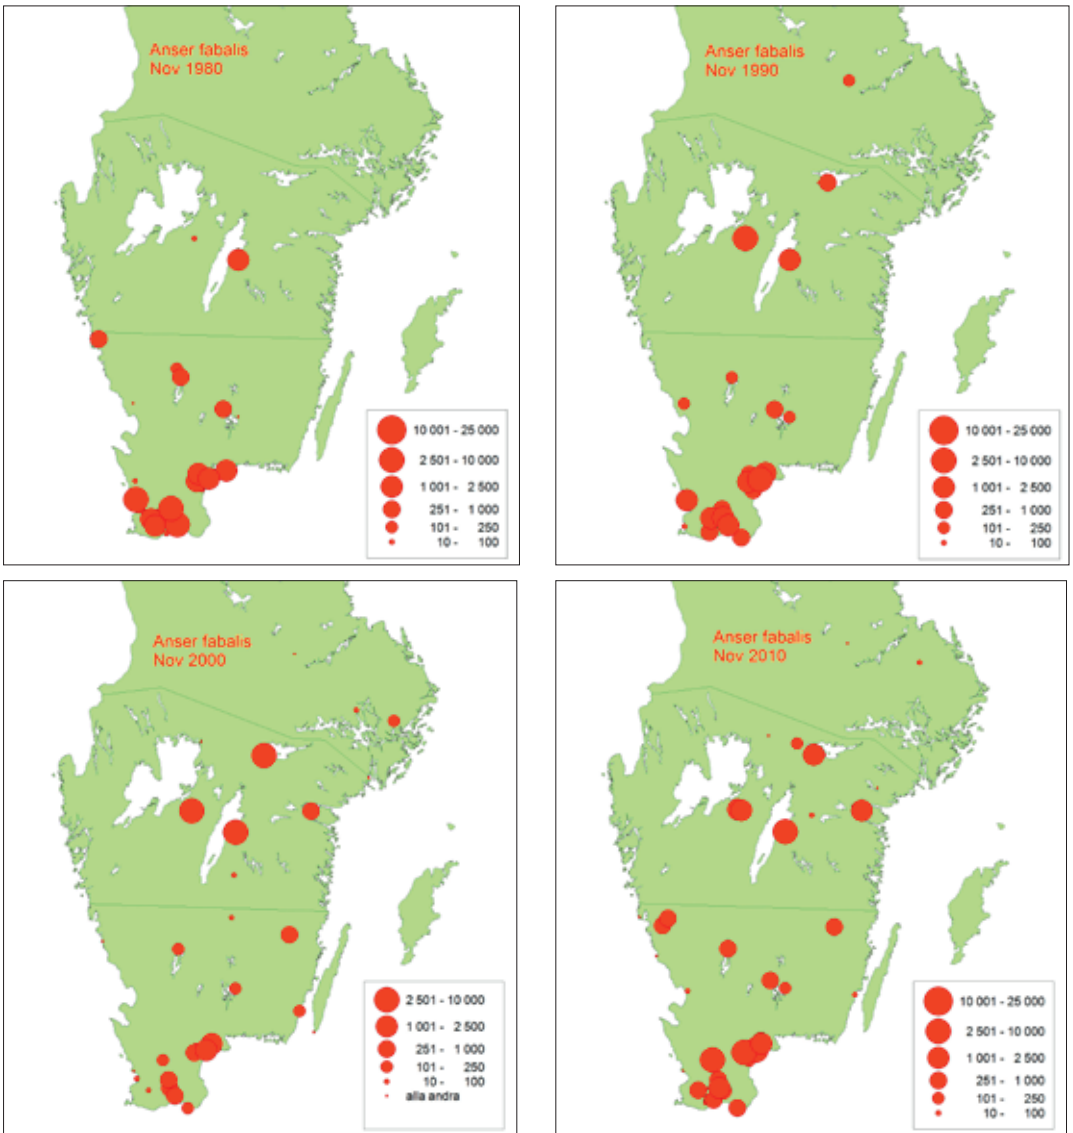 Anser fabalis
Nov 1980
10 001 - 25 000
2 501 - 10 000
1 001 - 2 500
251 - 1 000
101 - 250
10 - 100
Anser fabalis
Nov 1990
10 001 - 25 000
2 501 - 10 000
1 001 - 2 500
251 - 1 000
101 - 250
10 - 100
Anser fabalis
Nov 2000
2 501 - 10 000
1 001 - 2 500
251 - 1 000
101 - 250
10 - 100
alla andra
Anser fabalis
Nov 2010
10 001 - 25 000
2 501 - 10 000
1 001 - 2 500
251 - 1 000
101 - 250
10 - 100